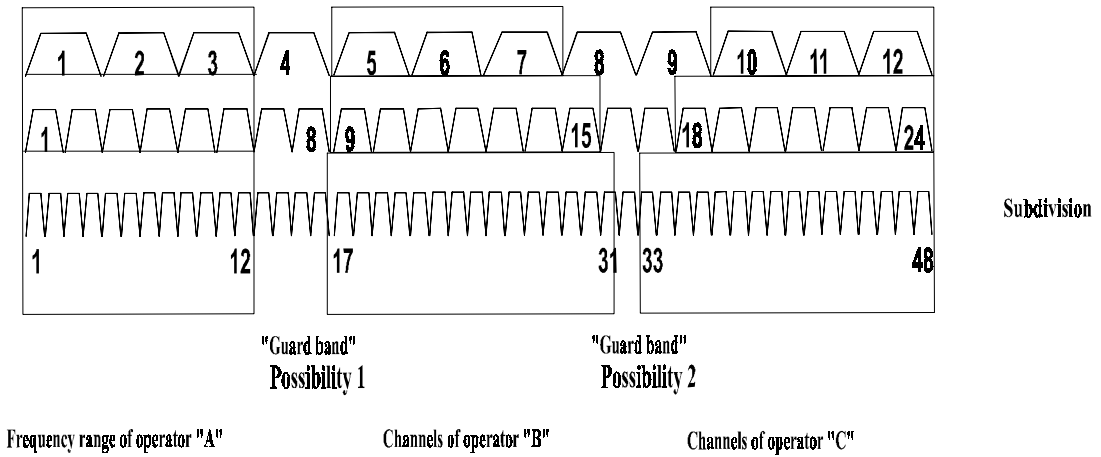 1 2 3 4 5 6 7 8 9 10 11 12
1 8 9 15 18 24
Subdivision
1 12 17 31 33 48
"Guard band" "Guard band"
Possibility 1 Possibility 2
Frequency range of operator "A" Channels of operator "B" Channels of operator "C"